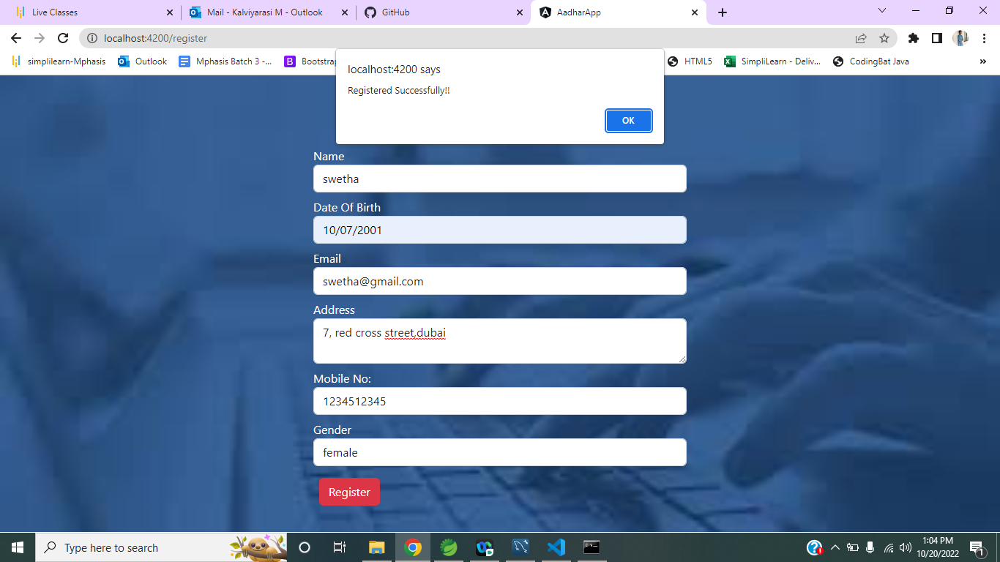 Live Classes
Mail - Kalviyarasi M - Outlook
GitHub
AadharApp
localhost:4200/register
simplilearn-Mphasis
Outlook
Mphasis Batch 3 -...
Bootstrap
HTML5
SimpliLearn - Deliv...
CodingBat Java
»
localhost:4200 says
Registered Successfully!!
OK
Name
swetha
Date Of Birth
10/07/2001
Email
swetha@gmail.com
Address
7, red cross street,dubai
Mobile No:
1234512345
Gender
female
Register
Type here to search
1:04 PM
10/20/2022
1